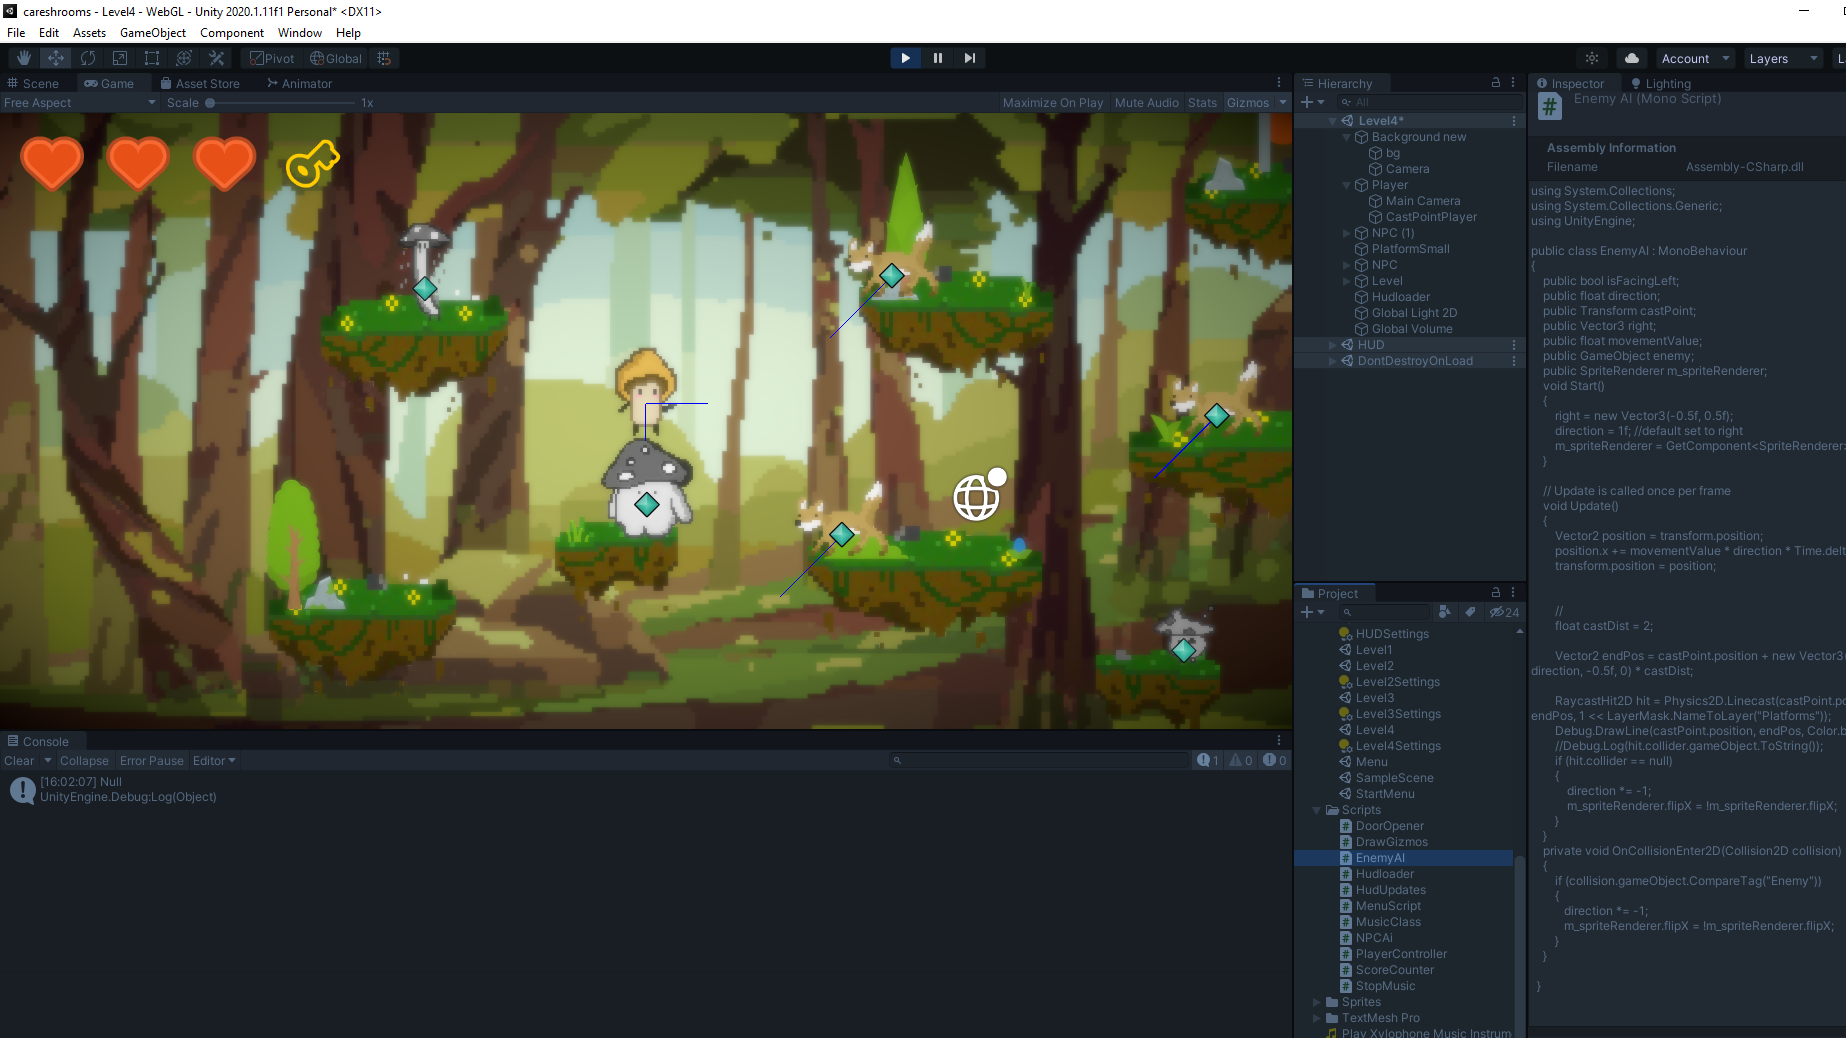 careshrooms - Level4 - WebGL - Unity 2020.1.11f1 Personal* <DX11>
File Edit Assets GameObject Component Window Help
Pivot Global Account Layers
Scene Game Asset Store Animator
Free Aspect Scale 1x Maximize On Play Mute Audio Stats Gizmos
Hierarchy
All
Level4*
Background new
bg
Camera
Player
Main Camera
CastPointPlayer
NPC (1)
PlatformSmall
NPC
Level
Hudloader
Global Light 2D
Global Volume
HUD
DontDestroyOnLoad
Project
24
HUDSettings
Level1
Level2
Level2Settings
Level3
Level3Settings
Level4
Level4Settings
Menu
SampleScene
StartMenu
Scripts
DoorOpener
DrawGizmos
EnemyAI
Hudloader
HudUpdates
MenuScript
MusicClass
NPCAi
PlayerController
ScoreCounter
StopMusic
Sprites
TextMesh Pro
Play Xylophone Music Instrum
Inspector Lighting
Enemy AI (Mono Script)
Assembly Information
Filename Assembly-CSharp.dll
using System.Collections;
using System.Collections.Generic;
using UnityEngine;
public class EnemyAI : MonoBehaviour
{
public bool isFacingLeft;
public float direction;
public Transform castPoint;
public Vector3 right;
public float movementValue;
public GameObject enemy;
public SpriteRenderer m_spriteRenderer;
void Start()
{
right = new Vector3(-0.5f, 0.5f);
direction = 1f; //default set to right
m_spriteRenderer = GetComponent<SpriteRenderer>
}
// Update is called once per frame
void Update()
{
Vector2 position = transform.position;
position.x += movementValue * direction * Time.delt
transform.position = position;
//
float castDist = 2;
Vector2 endPos = castPoint.position + new Vector3(
direction, -0.5f, 0) * castDist;
RaycastHit2D hit = Physics2D.Linecast(castPoint.po
endPos, 1 << LayerMask.NameToLayer("Platforms"));
Debug.DrawLine(castPoint.position, endPos, Color.b
//Debug.Log(hit.collider.gameObject.ToString());
if (hit.collider == null)
{
direction *= -1;
m_spriteRenderer.flipX = !m_spriteRenderer.flipX;
}
}
private void OnCollisionEnter2D(Collision2D collision)
{
if (collision.gameObject.CompareTag("Enemy"))
{
direction *= -1;
m_spriteRenderer.flipX = !m_spriteRenderer.flipX;
}
}
}
Console
Clear Collapse Error Pause Editor 1 0 0
[16:02:07] Null
UnityEngine.Debug:Log(Object)